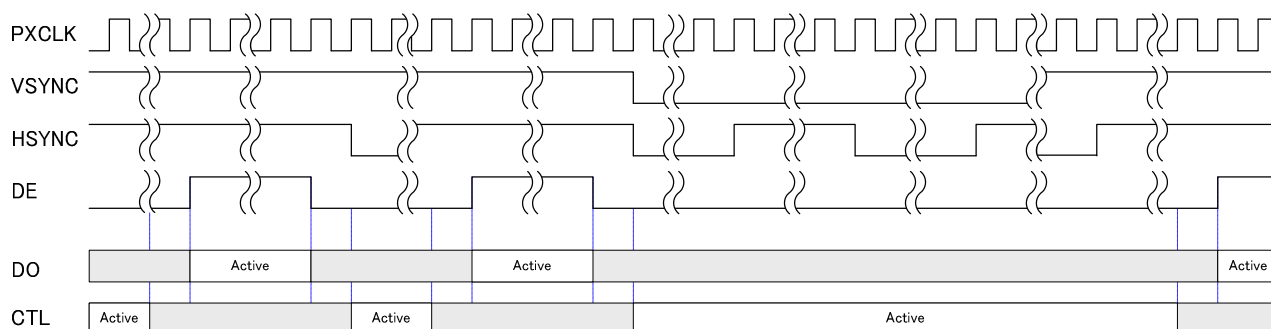 PXCLK
VSYNC
HSYNC
DE
DO Active Active Active
CTL Active Active Active